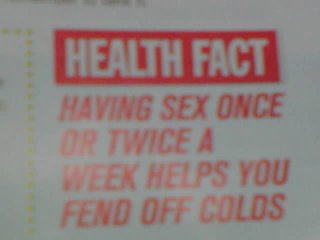 HEALTH FACT
HAVING SEX ONCE
OR TWICE A
WEEK HELPS YOU
FEND OFF COLDS